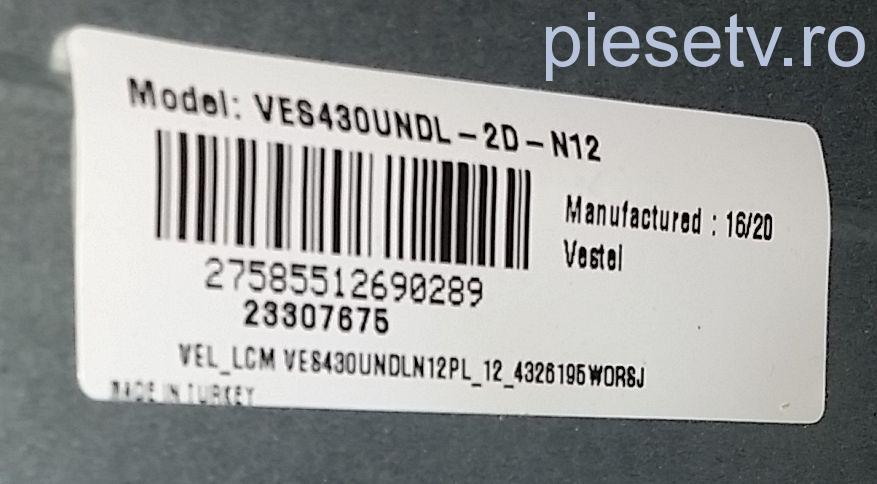 piesetv.ro
Model: VES430UNDL-2D-N12
Manufactured : 16/20
Vestel
27585512690289
23307675
VEL_LCM VES430UNDLN12PL_12_4326195WORSJ
MADE IN TURKEY